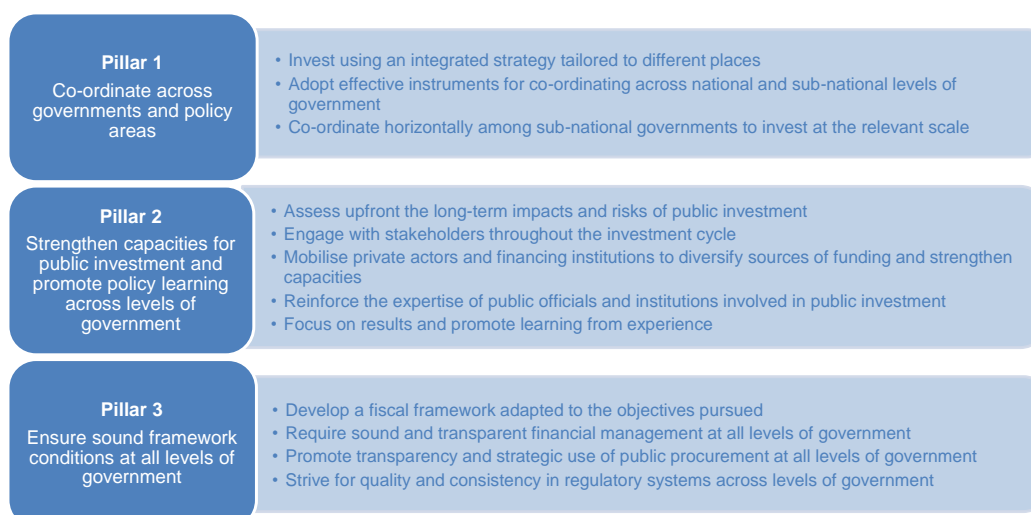 Pillar 1
Co-ordinate across
governments and policy
areas
• Invest using an integrated strategy tailored to different places
• Adopt effective instruments for co-ordinating across national and sub-national levels of
government
• Co-ordinate horizontally among sub-national governments to invest at the relevant scale
Pillar 2
Strengthen capacities for
public investment and
promote policy learning
across levels of
government
• Assess upfront the long-term impacts and risks of public investment
• Engage with stakeholders throughout the investment cycle
• Mobilise private actors and financing institutions to diversify sources of funding and strengthen
capacities
• Reinforce the expertise of public officials and institutions involved in public investment
• Focus on results and promote learning from experience
Pillar 3
Ensure sound framework
conditions at all levels of
government
• Develop a fiscal framework adapted to the objectives pursued
• Require sound and transparent financial management at all levels of government
• Promote transparency and strategic use of public procurement at all levels of government
• Strive for quality and consistency in regulatory systems across levels of government